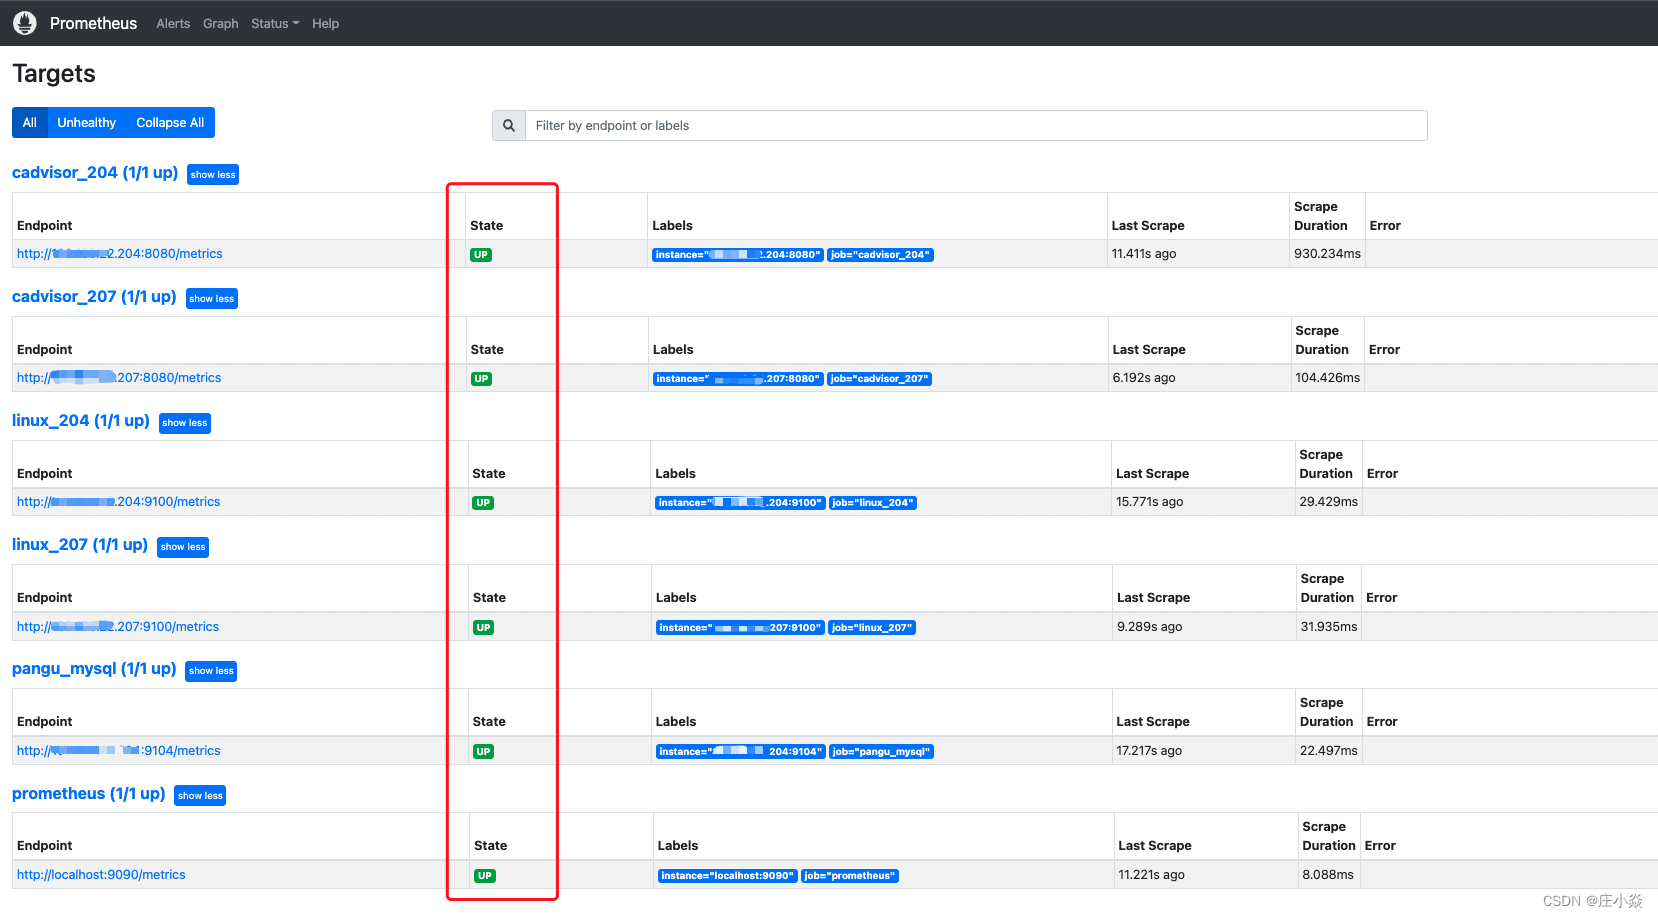 Prometheus Alerts Graph Status Help
Targets
All Unhealthy Collapse All
Filter by endpoint or labels
cadvisor_204 (1/1 up) show less
Endpoint State Labels Last Scrape Scrape Duration Error
http://2.204:8080/metrics UP instance=".204:8080" job="cadvisor_204" 11.411s ago 930.234ms
cadvisor_207 (1/1 up) show less
Endpoint State Labels Last Scrape Scrape Duration Error
http://.207:8080/metrics UP instance=".207:8080" job="cadvisor_207" 6.192s ago 104.426ms
linux_204 (1/1 up) show less
Endpoint State Labels Last Scrape Scrape Duration Error
http://.204:9100/metrics UP instance=".204:9100" job="linux_204" 15.771s ago 29.429ms
linux_207 (1/1 up) show less
Endpoint State Labels Last Scrape Scrape Duration Error
http://.207:9100/metrics UP instance="207:9100" job="linux_207" 9.289s ago 31.935ms
pangu_mysql (1/1 up) show less
Endpoint State Labels Last Scrape Scrape Duration Error
http://:9104/metrics UP instance="204:9104" job="pangu_mysql" 17.217s ago 22.497ms
prometheus (1/1 up) show less
Endpoint State Labels Last Scrape Scrape Duration Error
http://localhost:9090/metrics UP instance="localhost:9090" job="prometheus" 11.221s ago 8.088ms
CSDN @庄小焱